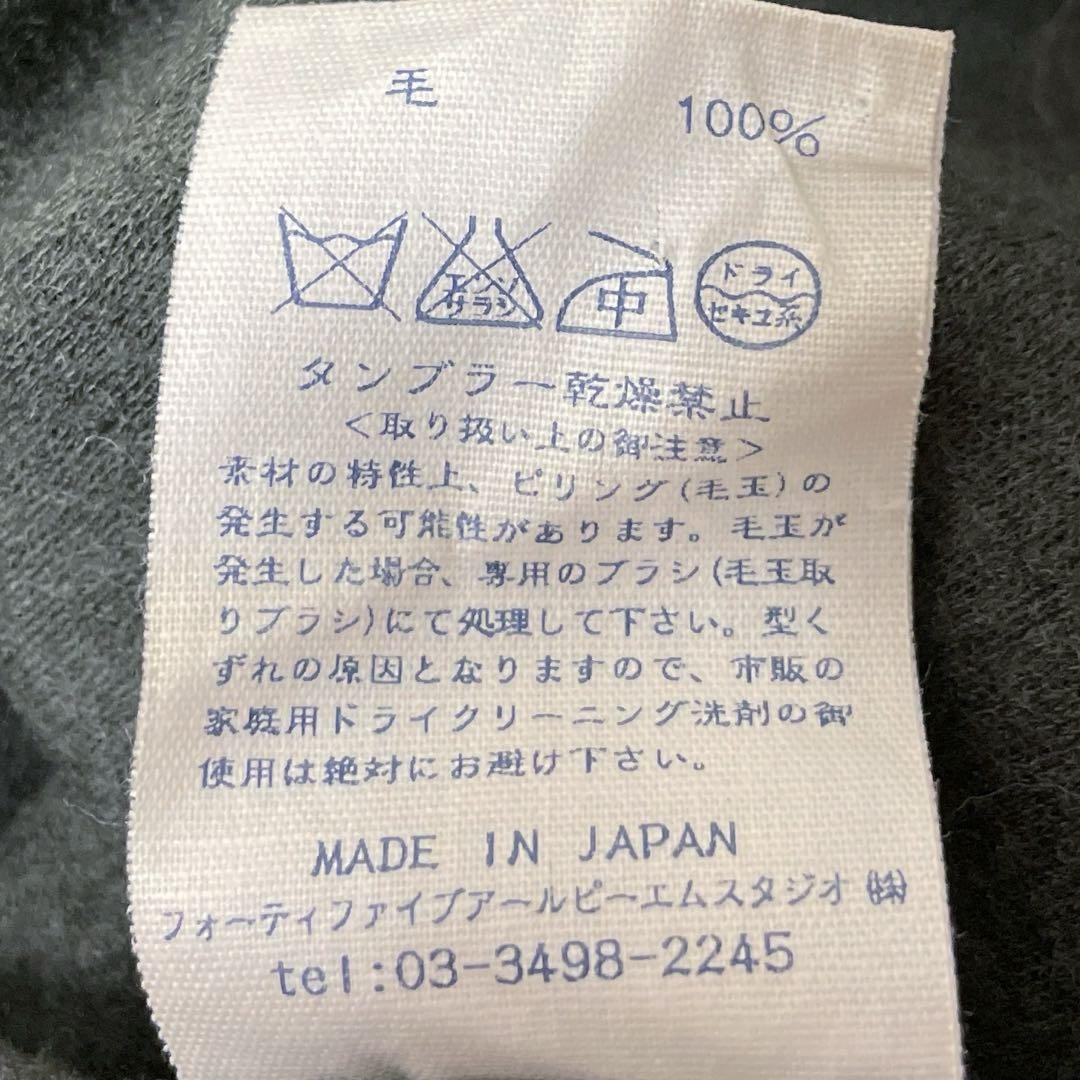 毛 100%
エンソ サラシ 中 ドライ セキユ系
タンブラー乾燥禁止
<取り扱い上の御注意>
素材の特性上、ピリング(毛玉)の
発生する可能性があります。毛玉が
発生した場合、専用のブラシ(毛玉取
りブラシ)にて処理して下さい。型く
ずれの原因となりますので、市販の
家庭用ドライクリーニング洗剤の御
使用は絶対にお避け下さい。
MADE IN JAPAN
フォーティファイブアールピーエムスタジオ㈱
tel:03-3498-2245